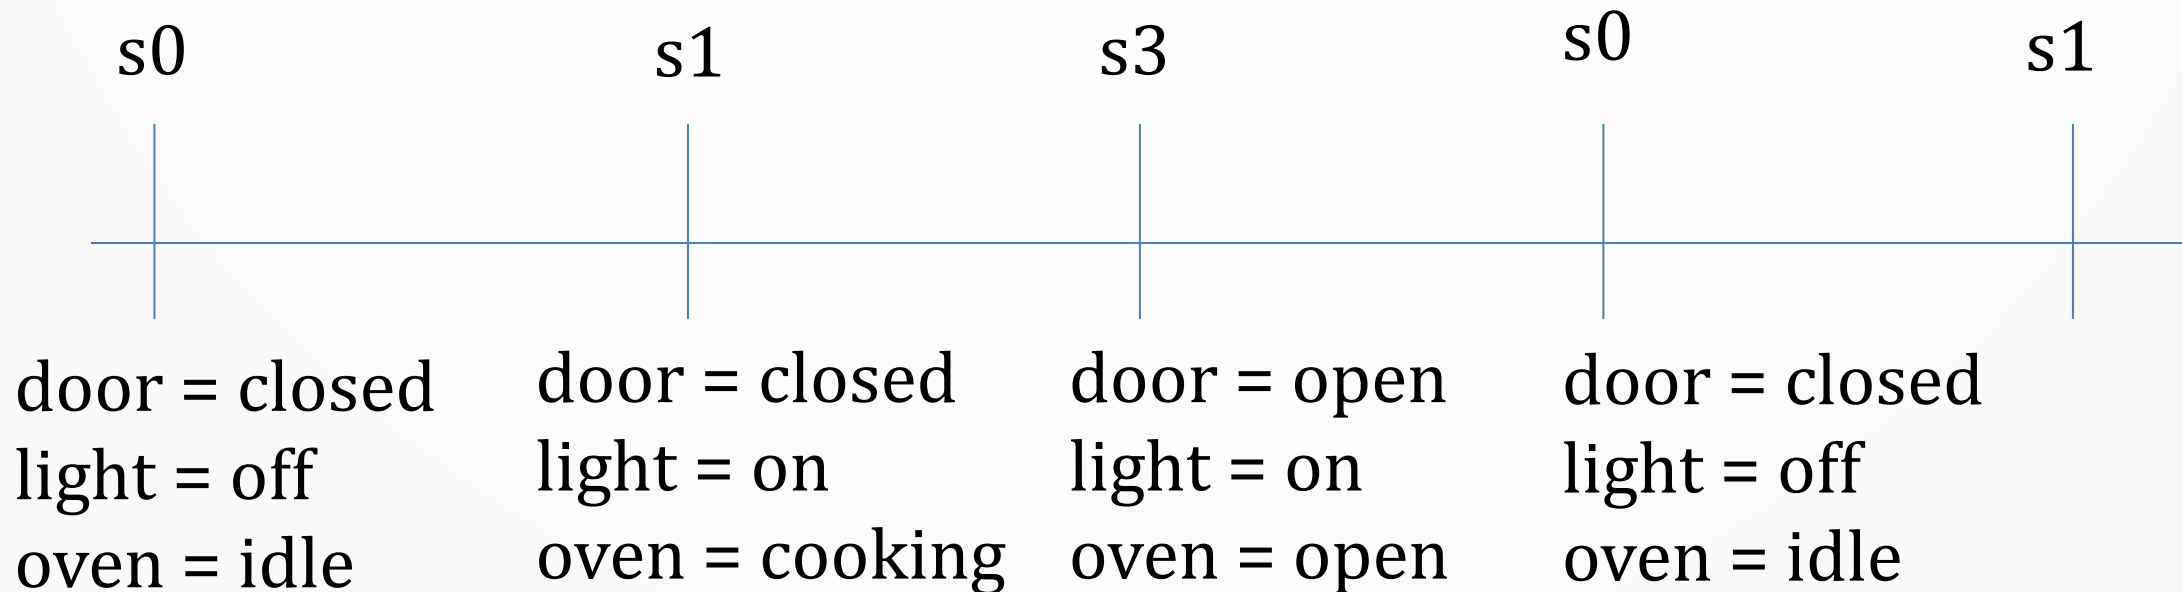 s0 s1 s3 s0 s1
door = closed door = closed door = open door = closed
light = off light = on light = on light = off
oven = idle oven = cooking oven = open oven = idle